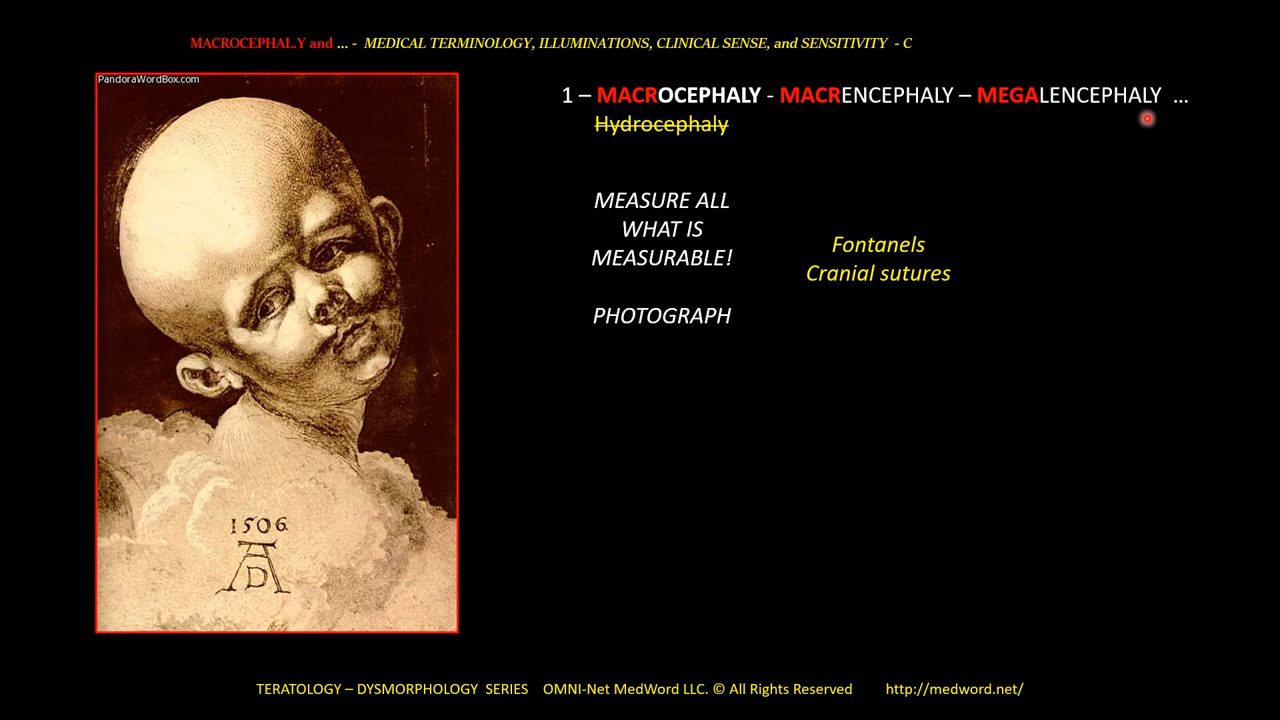 MACROCEPHAL.Y and ... - MEDICAL TERMINOLOGY, ILLUMINATIONS, CLINICAL SENSE, and SENSITIVITY - C
PandoraWordBox.com
1 – MACROCEPHALY - MACRENCEPHALY – MEGALENCEPHALY ...
Hydrocephaly
MEASURE ALL
WHAT IS
MEASURABLE!
PHOTOGRAPH
Fontanels
Cranial sutures
1506
AD
TERATOLOGY – DYSMORPHOLOGY SERIES OMNI-Net MedWord LLC. © All Rights Reserved http://medword.net/